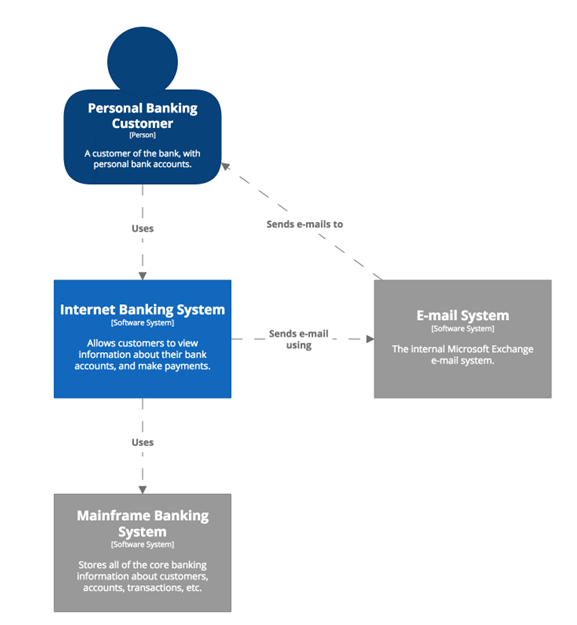 Personal Banking
Customer
[Person]
A customer of the bank, with
personal bank accounts.
Sends e-mails to
Uses
Internet Banking System
[Software System]
Allows customers to view
information about their bank
accounts, and make payments.
Sends e-mail
using
E-mail System
[Software System]
The internal Microsoft Exchange
e-mail system.
Uses
Mainframe Banking
System
[Software System]
Stores all of the core banking
information about customers,
accounts, transactions, etc.